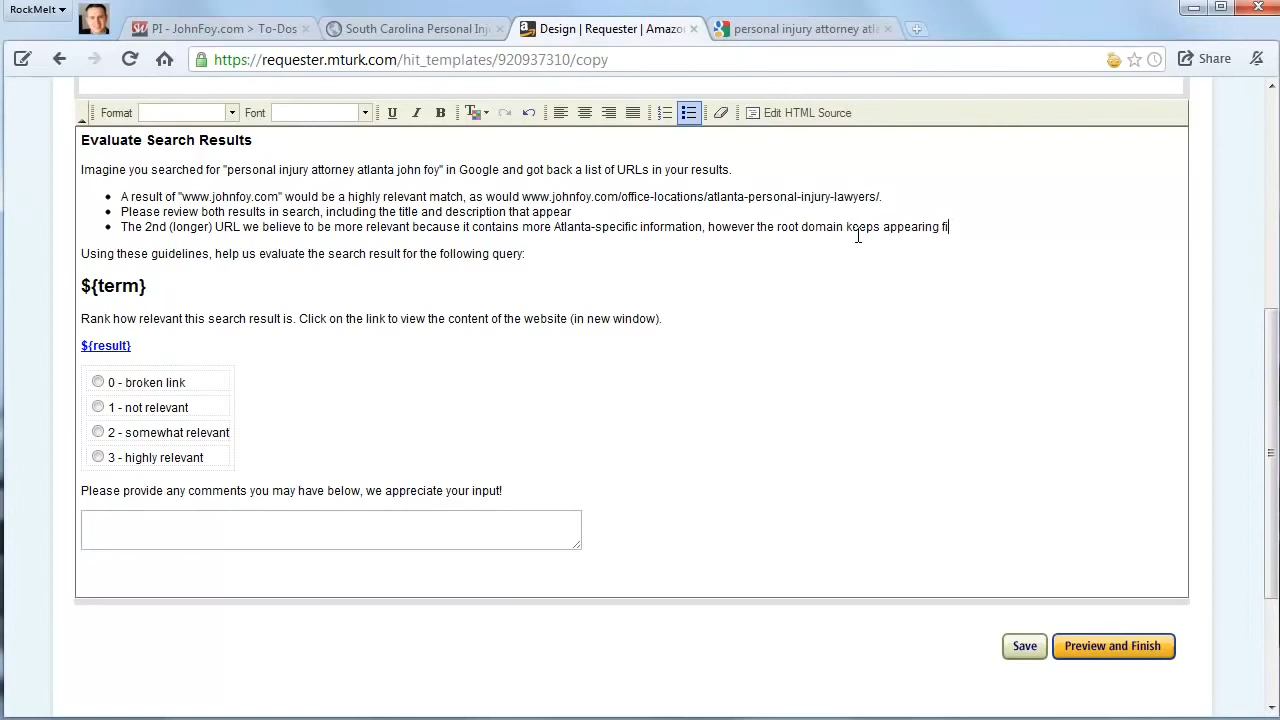 RockMelt
PI - JohnFoy.com > To-Dos
South Carolina Personal Inj
Design | Requester | Amazo
personal injury attorney atla
https://requester.mturk.com/hit_templates/920937310/copy
Share
Format
Font
U I B
T
Edit HTML Source
Evaluate Search Results
Imagine you searched for "personal injury attorney atlanta john foy" in Google and got back a list of URLs in your results.
• A result of "www.johnfoy.com" would be a highly relevant match, as would www.johnfoy.com/office-locations/atlanta-personal-injury-lawyers/.
• Please review both results in search, including the title and description that appear
• The 2nd (longer) URL we believe to be more relevant because it contains more Atlanta-specific information, however the root domain keeps appearing fi
Using these guidelines, help us evaluate the search result for the following query:
${term}
Rank how relevant this search result is. Click on the link to view the content of the website (in new window).
${result}
0 - broken link
1 - not relevant
2 - somewhat relevant
3 - highly relevant
Please provide any comments you may have below, we appreciate your input!
Save
Preview and Finish